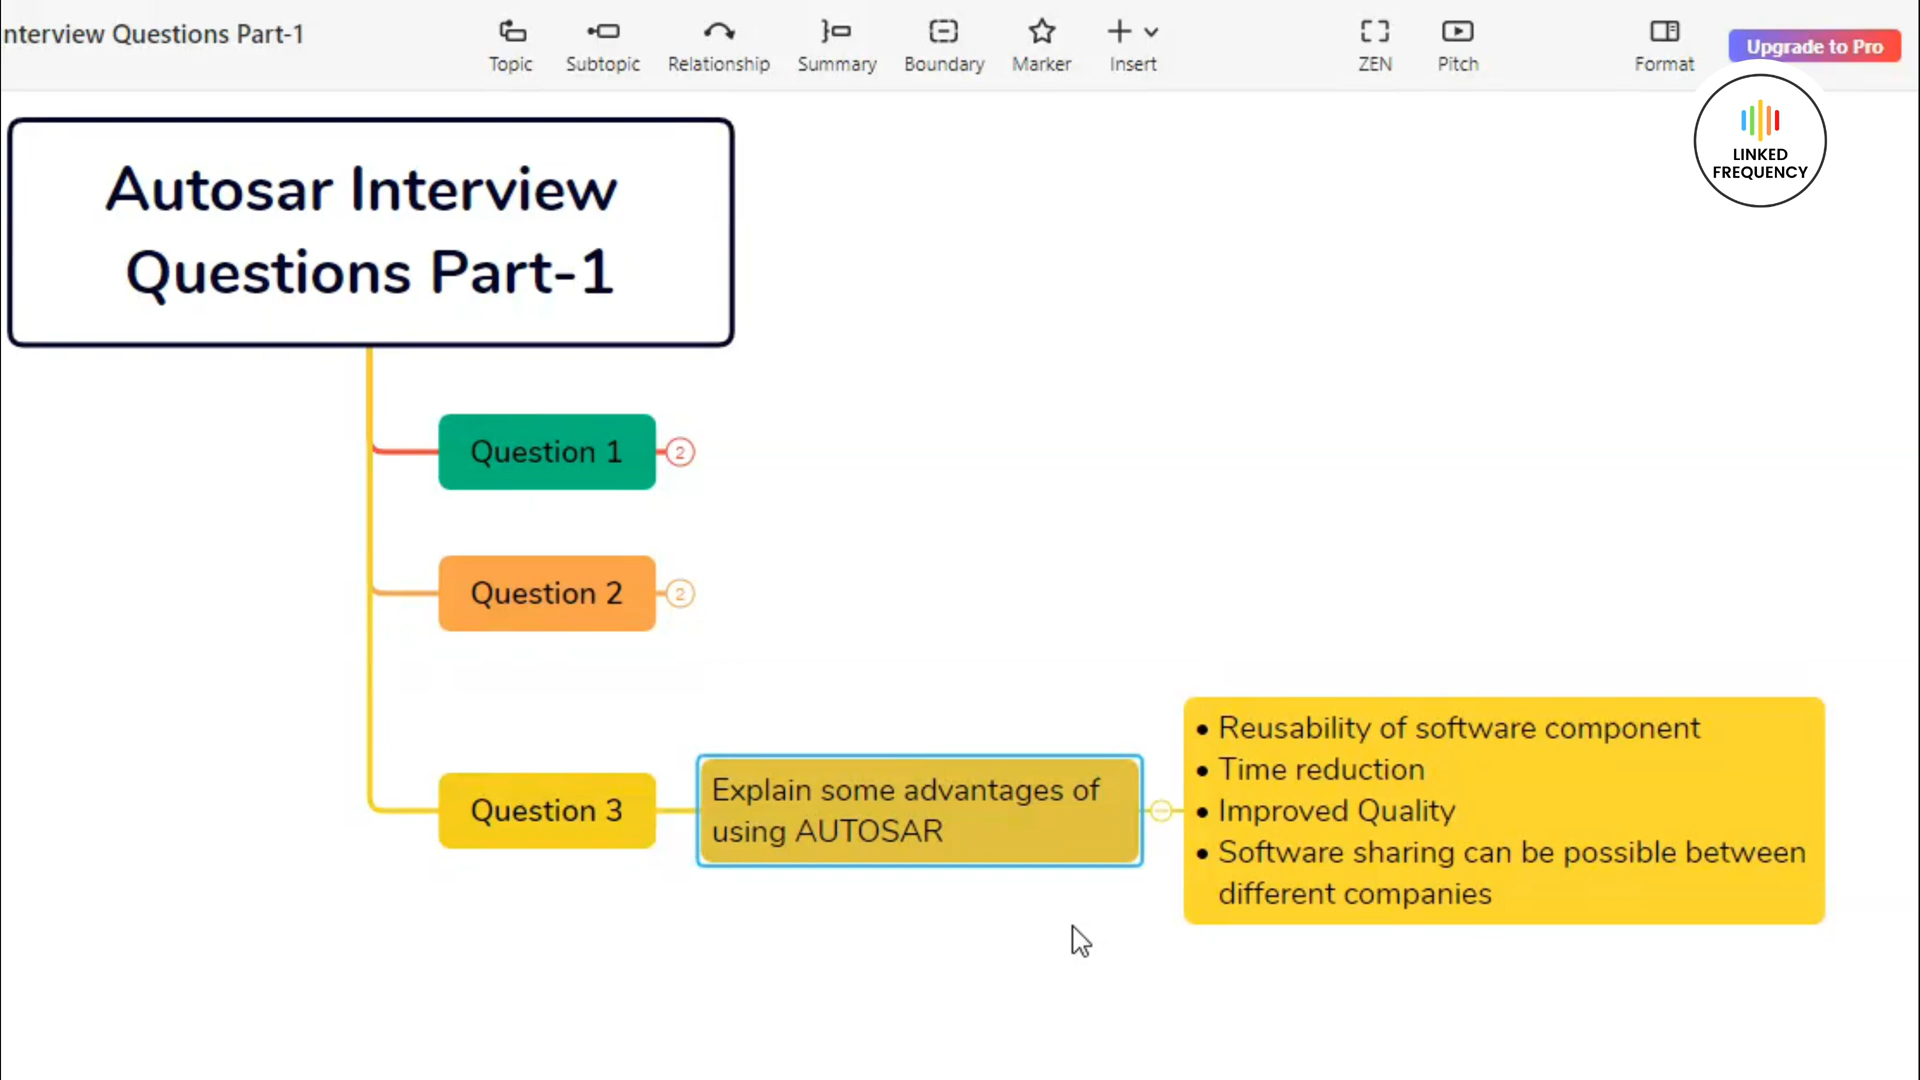 nterview Questions Part-1
Topic
Subtopic
Relationship
Summary
Boundary
Marker
Insert
ZEN
Pitch
Format
Upgrade to Pro
LINKED
FREQUENCY
Autosar Interview
Questions Part-1
Question 1
2
Question 2
2
Question 3
Explain some advantages of
using AUTOSAR
• Reusability of software component
• Time reduction
• Improved Quality
• Software sharing can be possible between
different companies